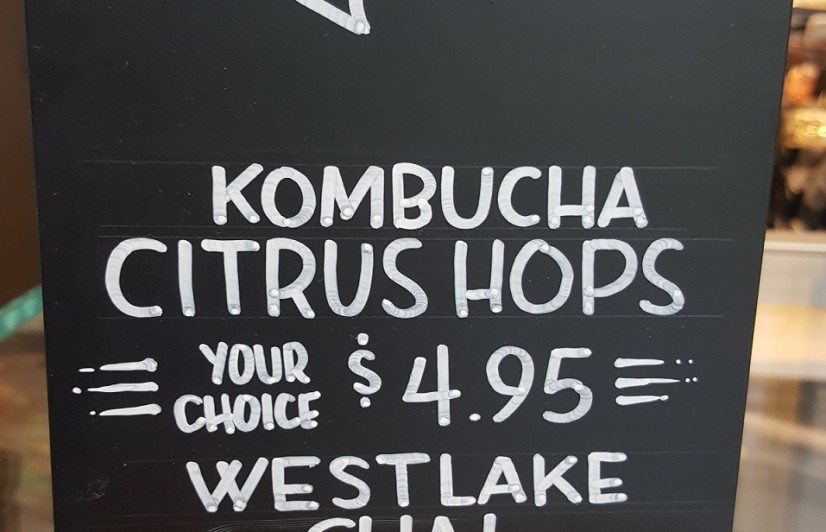 KOMBUCHA
CITRUS HOPS
YOUR CHOICE $4.95
WESTLAKE